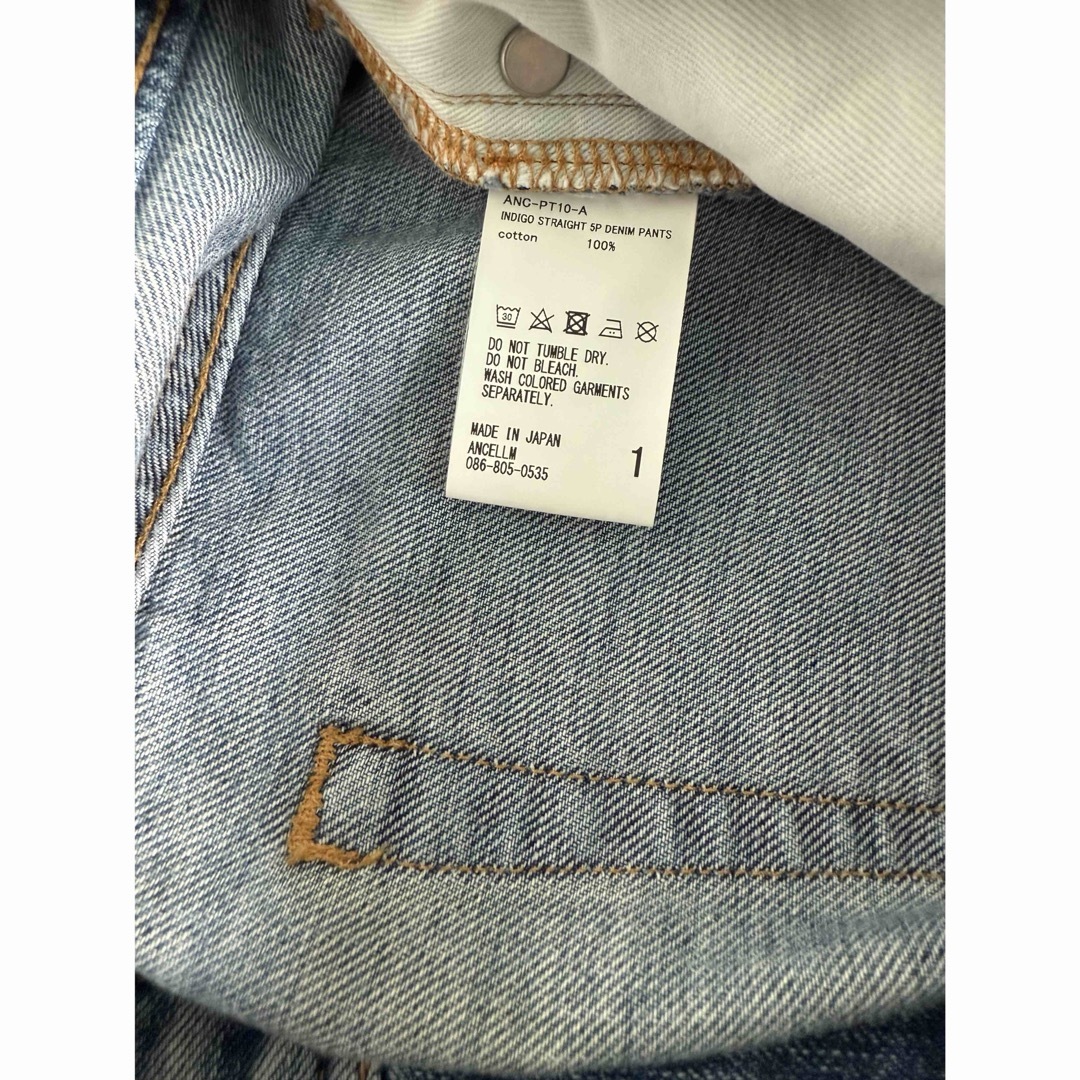 ANC-PT10-A
INDIGO STRAIGHT 5P DENIM PANTS
cotton 100%
30
DO NOT TUMBLE DRY.
DO NOT BLEACH.
WASH COLORED GARMENTS
SEPARATELY.
MADE IN JAPAN
ANCELLM
086-805-0535
1